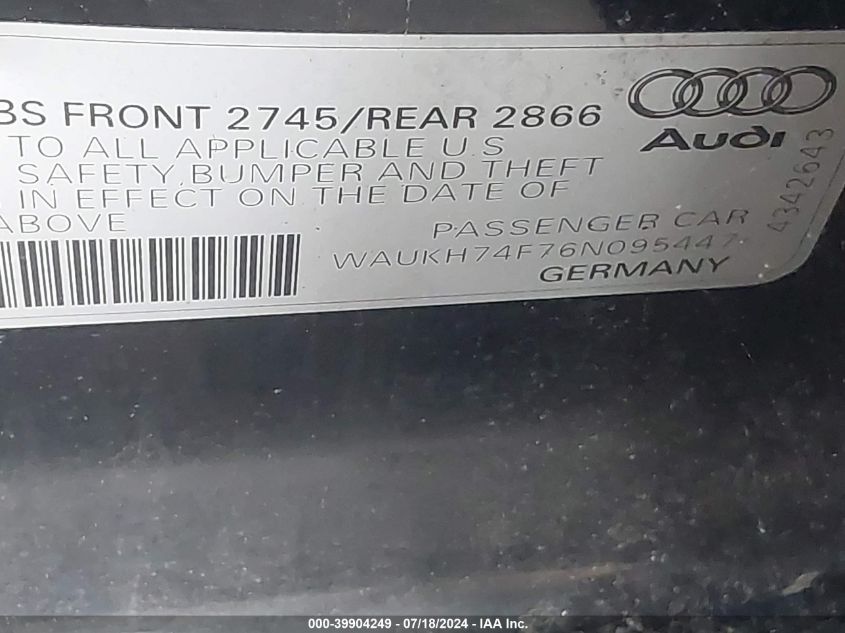 BS FRONT 2745/REAR 2866
TO ALL APPLICABLE U.S
SAFETY, BUMPER AND THEFT
IN EFFECT ON THE DATE OF
ABOVE
Audi
PASSENGER CAR
WAUKH74F76N095447
GERMANY
4342643
000-39904249 - 07/18/2024 - IAA Inc.